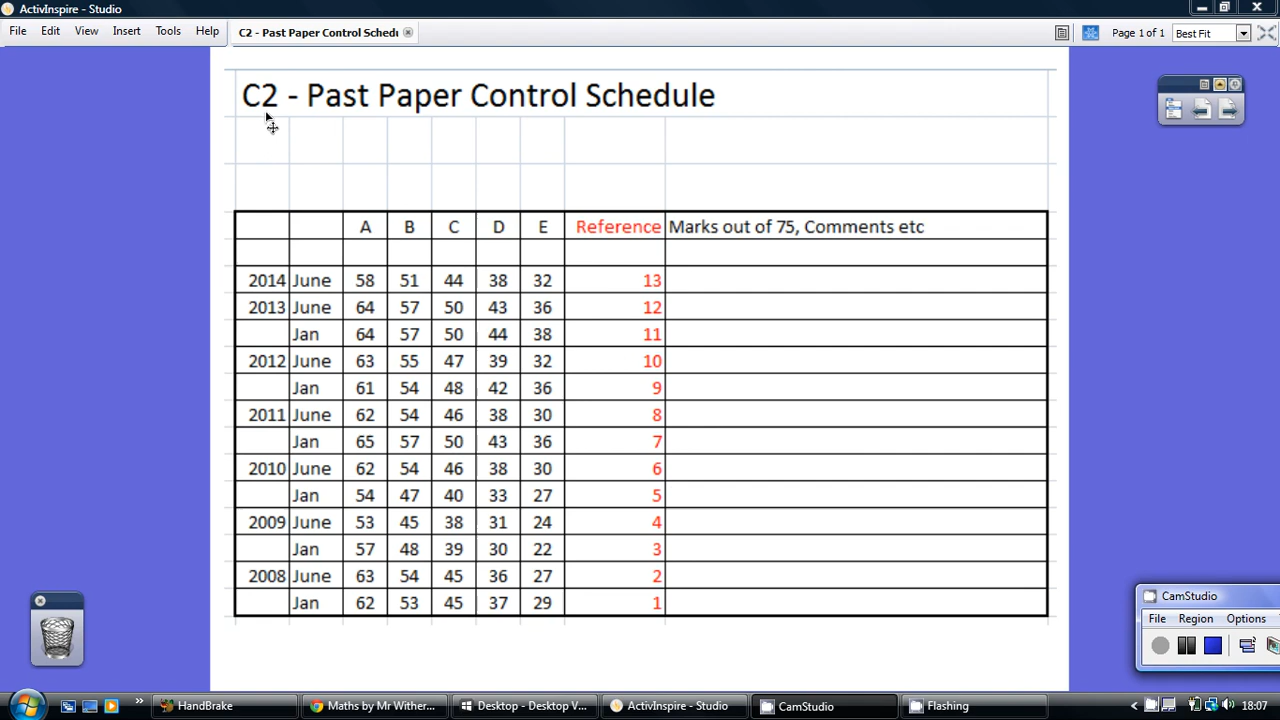 ActivInspire - Studio
File Edit View Insert Tools Help C2 - Past Paper Control Schedu Page 1 of 1 Best Fit
C2 - Past Paper Control Schedule
A B C D E Reference Marks out of 75, Comments etc
2014 June 58 51 44 38 32 13
2013 June 64 57 50 43 36 12
Jan 64 57 50 44 38 11
2012 June 63 55 47 39 32 10
Jan 61 54 48 42 36 9
2011 June 62 54 46 38 30 8
Jan 65 57 50 43 36 7
2010 June 62 54 46 38 30 6
Jan 54 47 40 33 27 5
2009 June 53 45 38 31 24 4
Jan 57 48 39 30 22 3
2008 June 63 54 45 36 27 2
Jan 62 53 45 37 29 1
CamStudio
File Region Options
HandBrake Maths by Mr Wither... Desktop - Desktop V... ActivInspire - Studio CamStudio Flashing 18:07